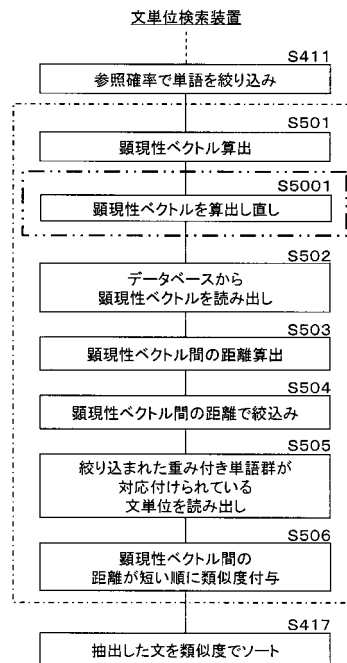 文単位検索装置
S411
参照確率で単語を絞り込み
S501
顕現性ベクトル算出
S5001
顕現性ベクトルを算出し直し
S502
データベースから
顕現性ベクトルを読み出し
S503
顕現性ベクトル間の距離算出
S504
顕現性ベクトル間の距離で絞込み
S505
絞り込まれた重み付き単語群が
対応付けられている
文単位を読み出し
S506
顕現性ベクトル間の
距離が短い順に類似度付与
S417
抽出した文を類似度でソート